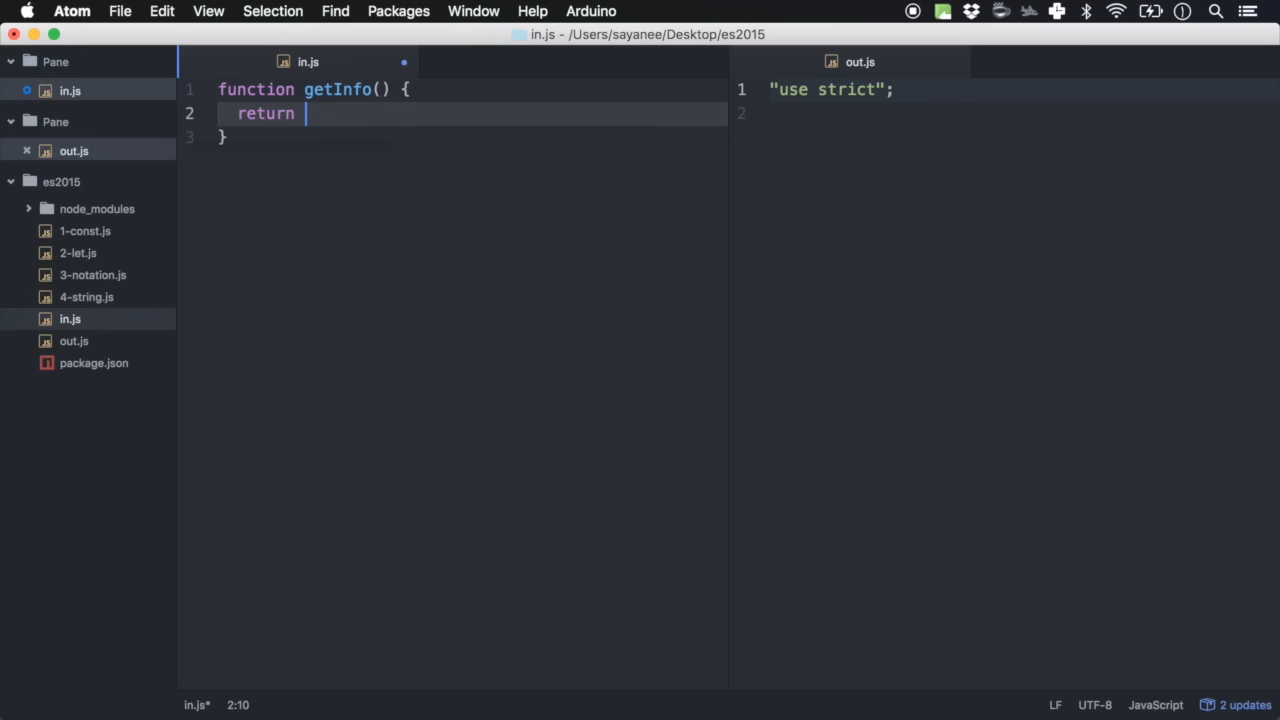 Atom File Edit View Selection Find Packages Window Help Arduino
in.js - /Users/sayanee/Desktop/es2015
Pane
in.js
Pane
out.js
es2015
node_modules
1-const.js
2-let.js
3-notation.js
4-string.js
in.js
out.js
package.json
in.js
1 function getInfo() {
2 return
3 }
out.js
1 "use strict";
2
in.js* 2:10 LF UTF-8 JavaScript 2 updates